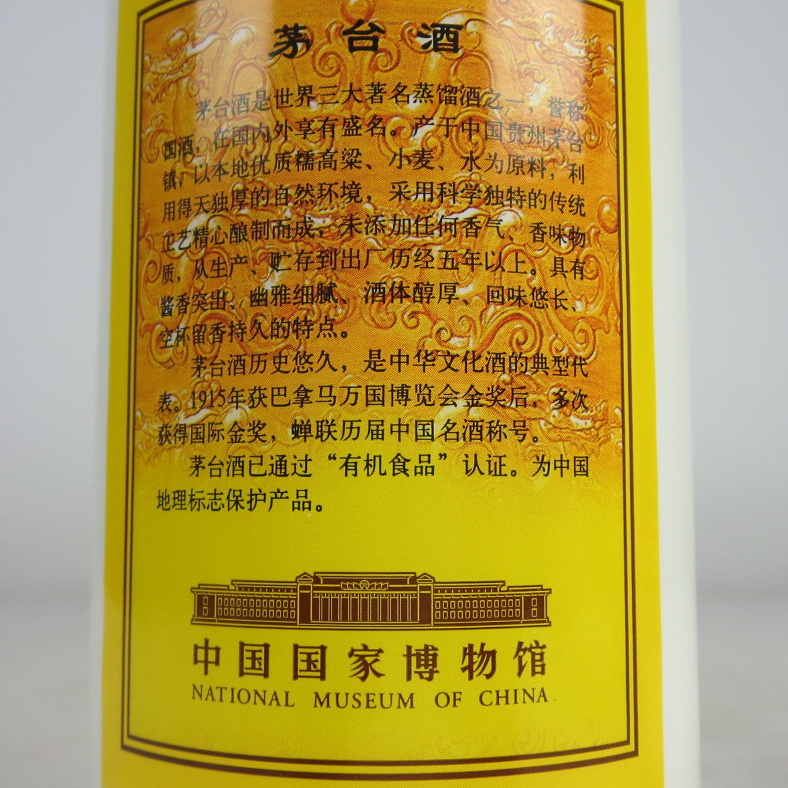 茅台酒
茅台酒是世界三大著名蒸馏酒之一，誉称
国酒，在国内外享有盛名。产于中国贵州茅台
镇，以本地优质糯高粱、小麦、水为原料，利
用得天独厚的自然环境，采用科学独特的传统
工艺精心酿制而成，未添加任何香气、香味物
质，从生产、贮存到出厂历经五年以上。具有
酱香突出、幽雅细腻、酒体醇厚、回味悠长、
空杯留香持久的特点。
茅台酒历史悠久，是中华文化酒的典型代
表。1915年获巴拿马万国博览会金奖后，多次
获得国际金奖，蝉联历届中国名酒称号。
茅台酒已通过“有机食品”认证。为中国
地理标志保护产品。
中国国家博物馆
NATIONAL MUSEUM OF CHINA